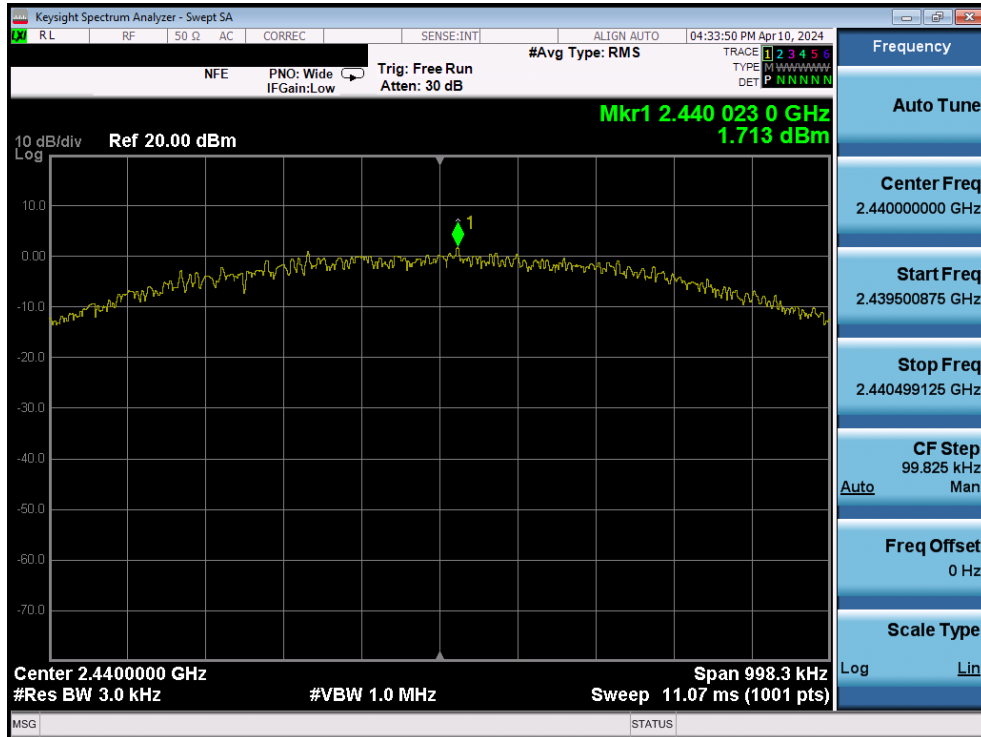 Keysight Spectrum Analyzer - Swept SA
LXI RL RF 50 Ω AC CORREC SENSE:INT ALIGN AUTO 04:33:50 PM Apr 10, 2024
#Avg Type: RMS TRACE 1 2 3 4 5 6
NFE PNO: Wide Trig: Free Run TYPE M WWWWW
IFGain:Low Atten: 30 dB DET P N N N N N
Mkr1 2.440 023 0 GHz
1.713 dBm
10 dB/div Ref 20.00 dBm
Log
1
10.0
0.00
-10.0
-20.0
-30.0
-40.0
-50.0
-60.0
-70.0
Center 2.4400000 GHz Span 998.3 kHz
#Res BW 3.0 kHz #VBW 1.0 MHz Sweep 11.07 ms (1001 pts)
MSG STATUS
Frequency
Auto Tune
Center Freq
2.440000000 GHz
Start Freq
2.439500875 GHz
Stop Freq
2.440499125 GHz
CF Step
99.825 kHz
Auto Man
Freq Offset
0 Hz
Scale Type
Log Lin